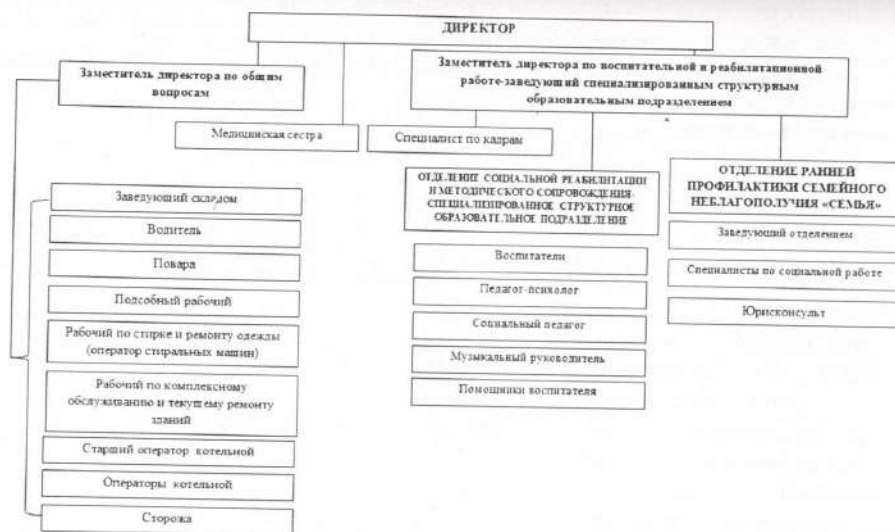 ДИРЕКТОР
Заместитель директора по общим
вопросам
Заместитель директора по воспитательной и реабилитационной
работе-заведующий специализированным структурным
образовательным подразделением
Медицинская сестра
Специалист по кадрам
Заведующий складом
Водитель
Повара
Подсобный рабочий
Рабочий по стирке и ремонту одежды
(оператор стиральных машин)
Рабочий по комплексному
обслуживанию и текущему ремонту
зданий
Старший оператор котельной
Операторы котельной
Сторожа
ОТДЕЛЕНИЕ СОЦИАЛЬНОЙ РЕАБИЛИТАЦИИ
И МЕТОДИЧЕСКОГО СОПРОВОЖДЕНИЯ-
СПЕЦИАЛИЗИРОВАННОЕ СТРУКТУРНОЕ
ОБРАЗОВАТЕЛЬНОЕ ПОДРАЗДЕЛЕНИЕ
Воспитатели
Педагог-психолог
Социальный педагог
Музыкальный руководитель
Помощники воспитателя
ОТДЕЛЕНИЕ РАННЕЙ
ПРОФИЛАКТИКИ СЕМЕЙНОГО
НЕБЛАГОПОЛУЧИЯ «СЕМЬЯ»
Заведующий отделением
Специалисты по социальной работе
Юрисконсульт